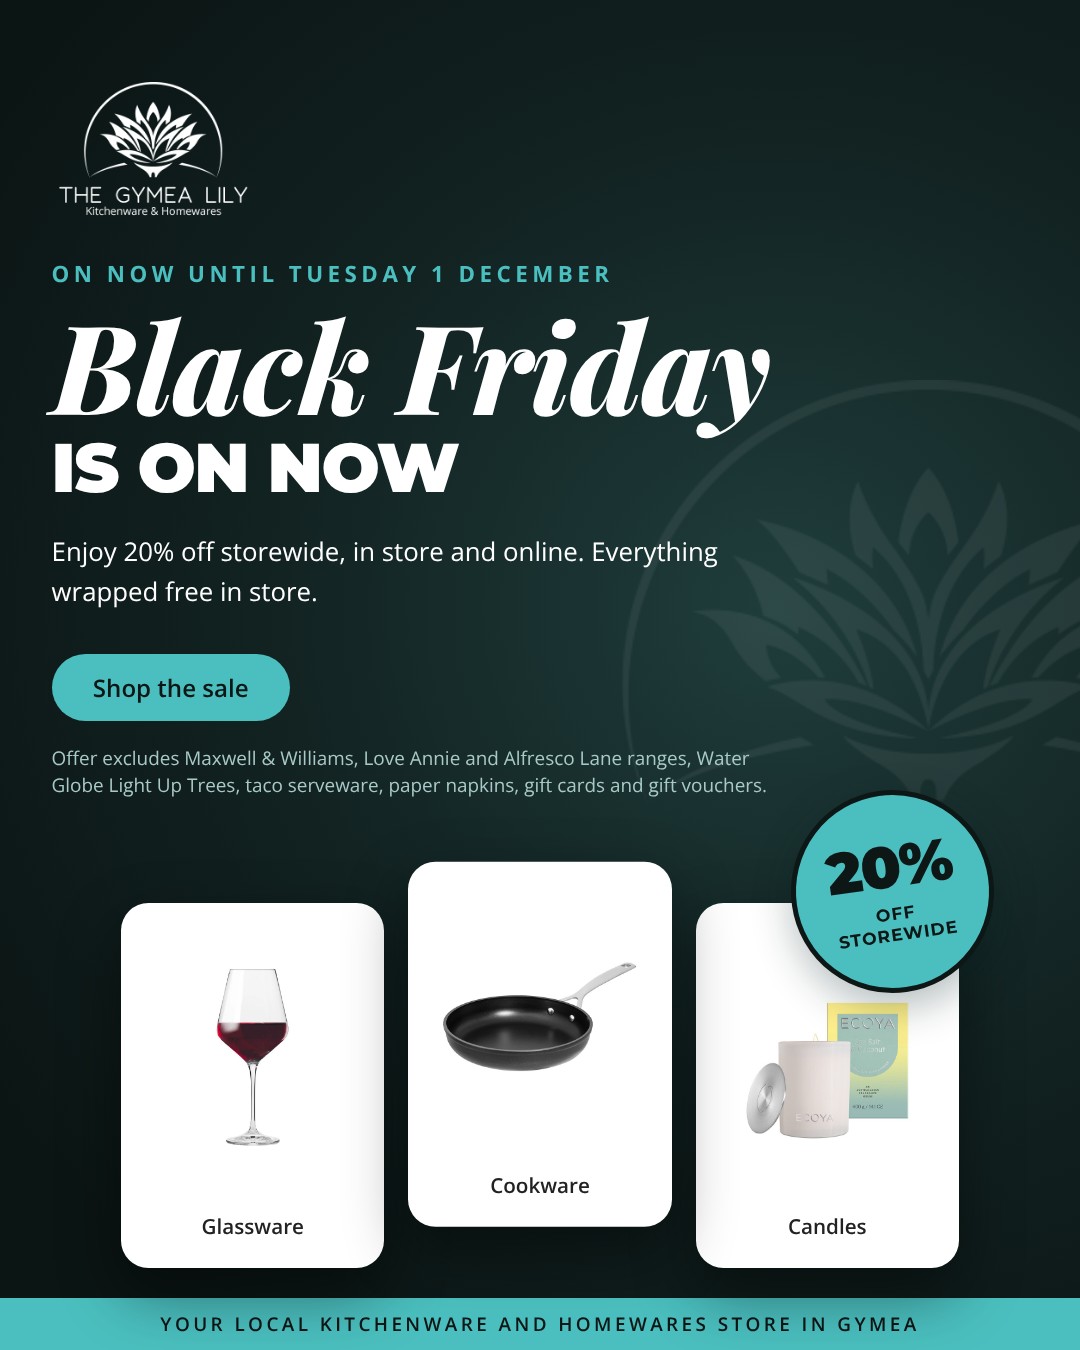 THE GYMEA LILY
Kitchenware & Homewares
ON NOW UNTIL TUESDAY 1 DECEMBER
Black Friday
IS ON NOW
Enjoy 20% off storewide, in store and online. Everything
wrapped free in store.
Shop the sale
Offer excludes Maxwell & Williams, Love Annie and Alfresco Lane ranges, Water
Globe Light Up Trees, taco serveware, paper napkins, gift cards and gift vouchers.
20%
OFF
STOREWIDE
ECOYA
ECOYA
Glassware
Cookware
Candles
YOUR LOCAL KITCHENWARE AND HOMEWARES STORE IN GYMEA